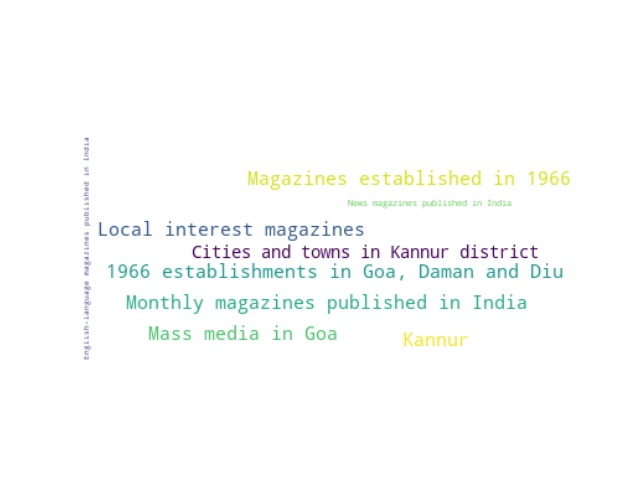 Magazines established in 1966
News magazines published in India
Local interest magazines
Cities and towns in Kannur district
1966 establishments in Goa, Daman and Diu
Monthly magazines published in India
Mass media in Goa
Kannur
English-language magazines published in India